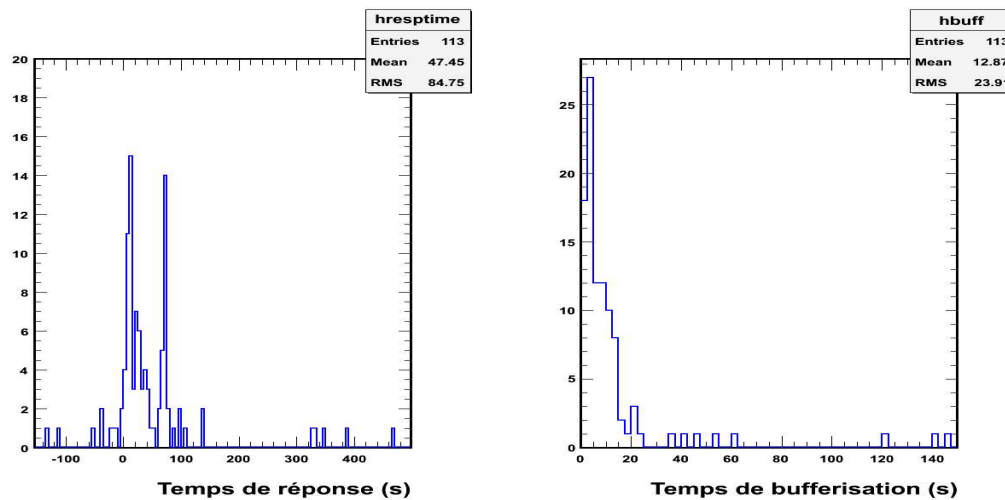 hresptime
Entries 113
Mean 47.45
RMS 84.75
20
18
16
14
12
10
8
6
4
2
0
-100 0 100 200 300 400
Temps de réponse (s)
hbuff
Entries 113
Mean 12.87
RMS 23.91
25
20
15
10
5
0
0 20 40 60 80 100 120 140
Temps de bufferisation (s)